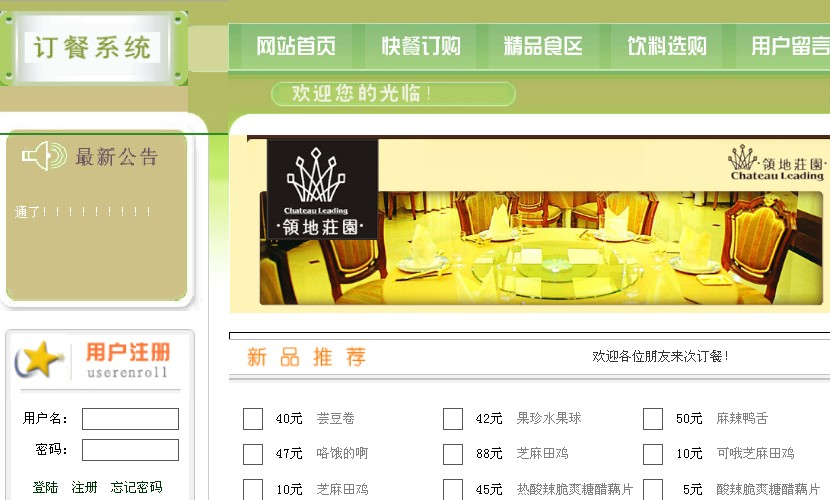 订餐系统
网站首页 快餐订购 精品食区 饮料选购 用户留言
欢迎您的光临!
最新公告
通了!!!!!!!!!
Chateau Leading
·領地莊園·
·領地莊園·
Chateau Leading
用户注册
userenroll
用户名:
密码:
登陆 注册 忘记密码
新品推荐 欢迎各位朋友来次订餐!
40元 芸豆卷 42元 果珍水果球 50元 麻辣鸭舌
47元 咯饿的啊 88元 芝麻田鸡 10元 可哦芝麻田鸡
10元 芝麻田鸡 45元 热酸辣脆爽糖醋藕片 5元 酸辣脆爽糖醋藕片